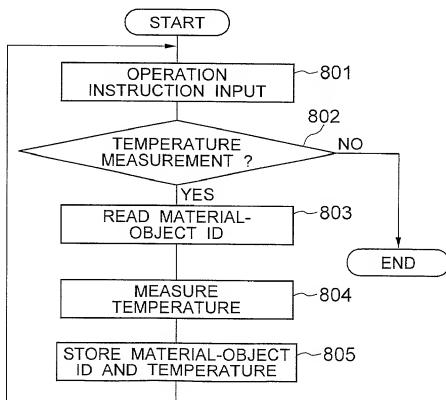 START
OPERATION
INSTRUCTION INPUT
801
802
TEMPERATURE
MEASUREMENT ?
NO
YES
READ MATERIAL-
OBJECT ID
803
END
MEASURE
TEMPERATURE
804
STORE MATERIAL-OBJECT
ID AND TEMPERATURE
805